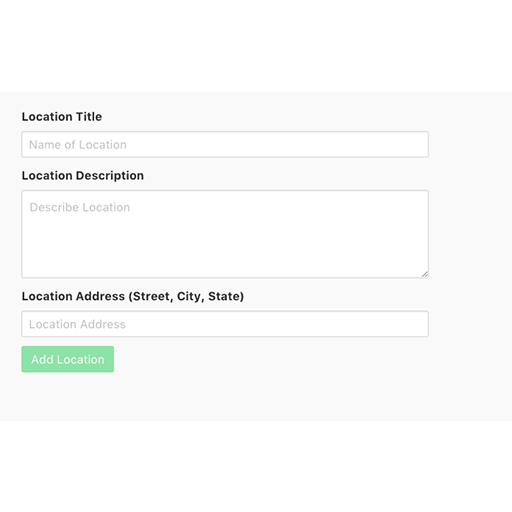 Location Title
Name of Location
Location Description
Describe Location
Location Address (Street, City, State)
Location Address
Add Location